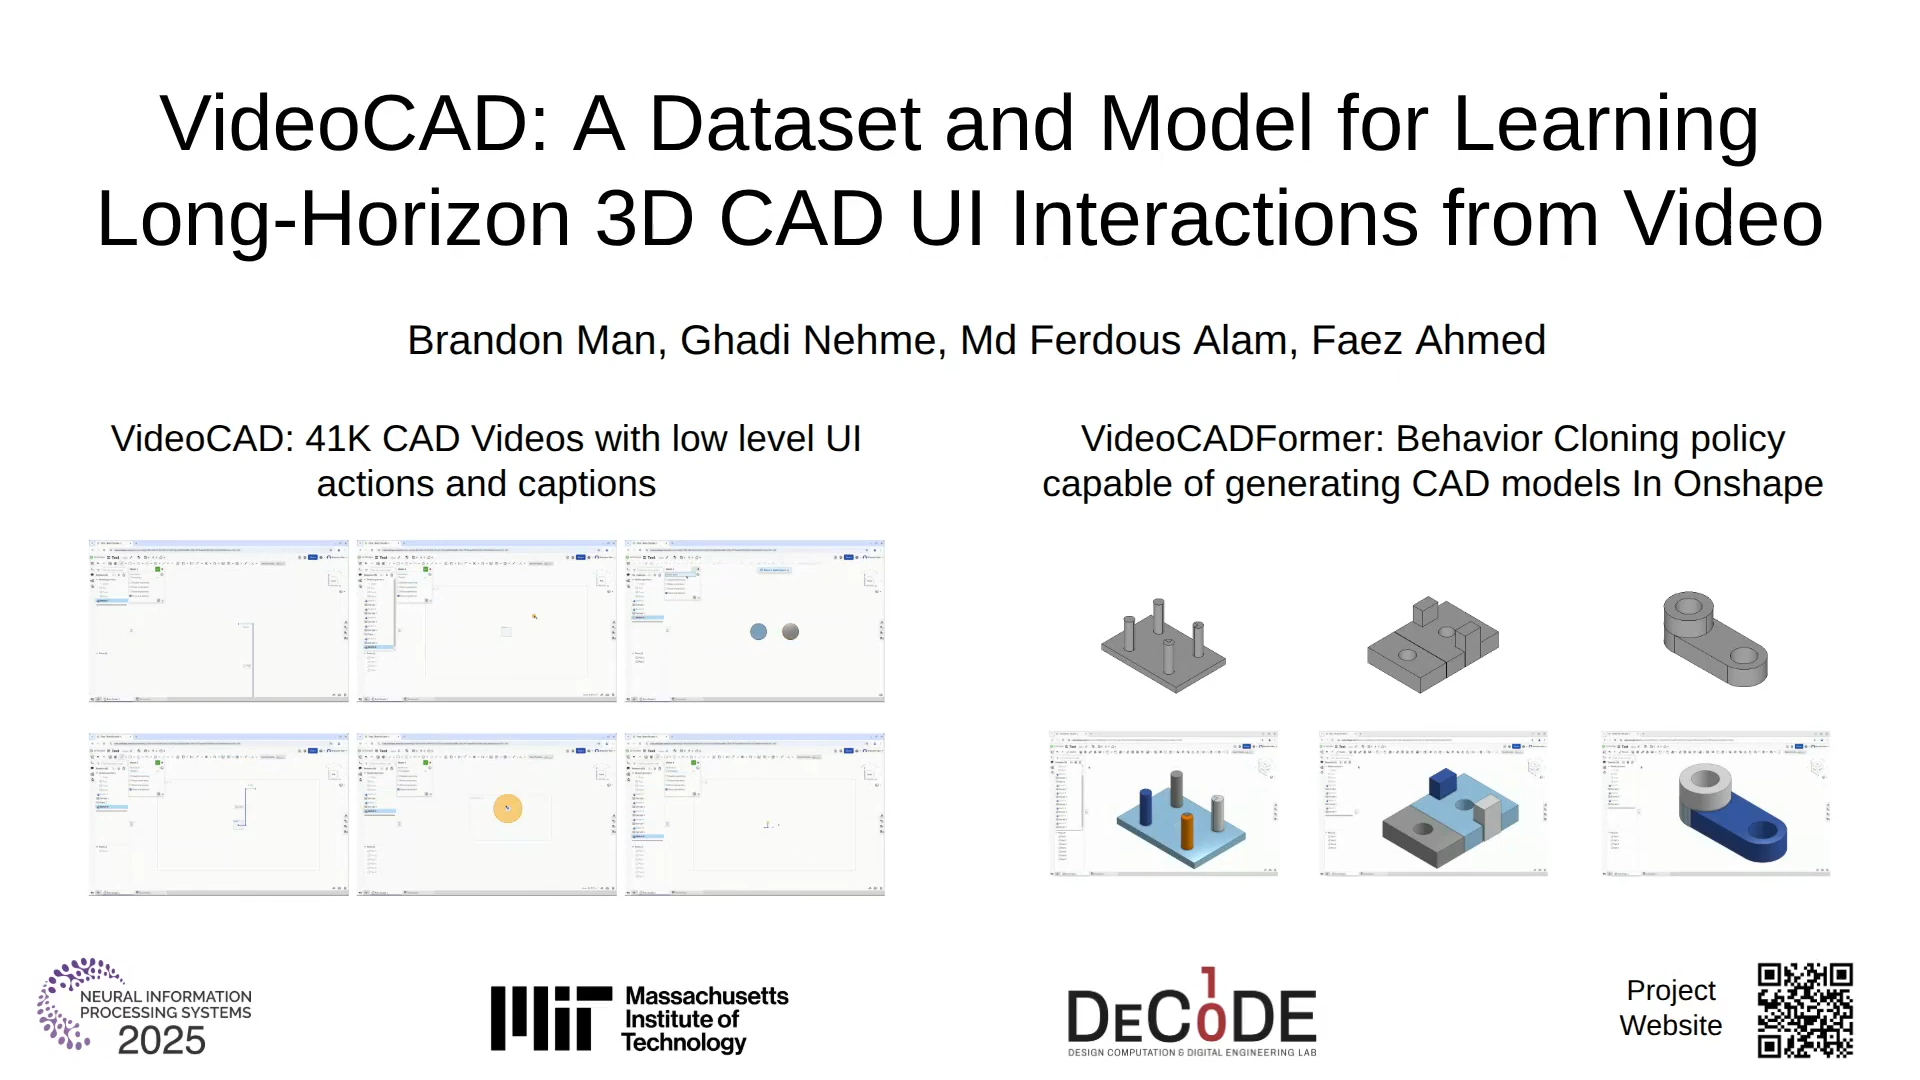 VideoCAD: A Dataset and Model for Learning
Long-Horizon 3D CAD UI Interactions from Video
Brandon Man, Ghadi Nehme, Md Ferdous Alam, Faez Ahmed
VideoCAD: 41K CAD Videos with low level UI
actions and captions
VideoCADFormer: Behavior Cloning policy
capable of generating CAD models In Onshape
NEURAL INFORMATION
PROCESSING SYSTEMS
2025
Massachusetts
Institute of
Technology
DECODE
DESIGN COMPUTATION & DIGITAL ENGINEERING LAB
Project
Website